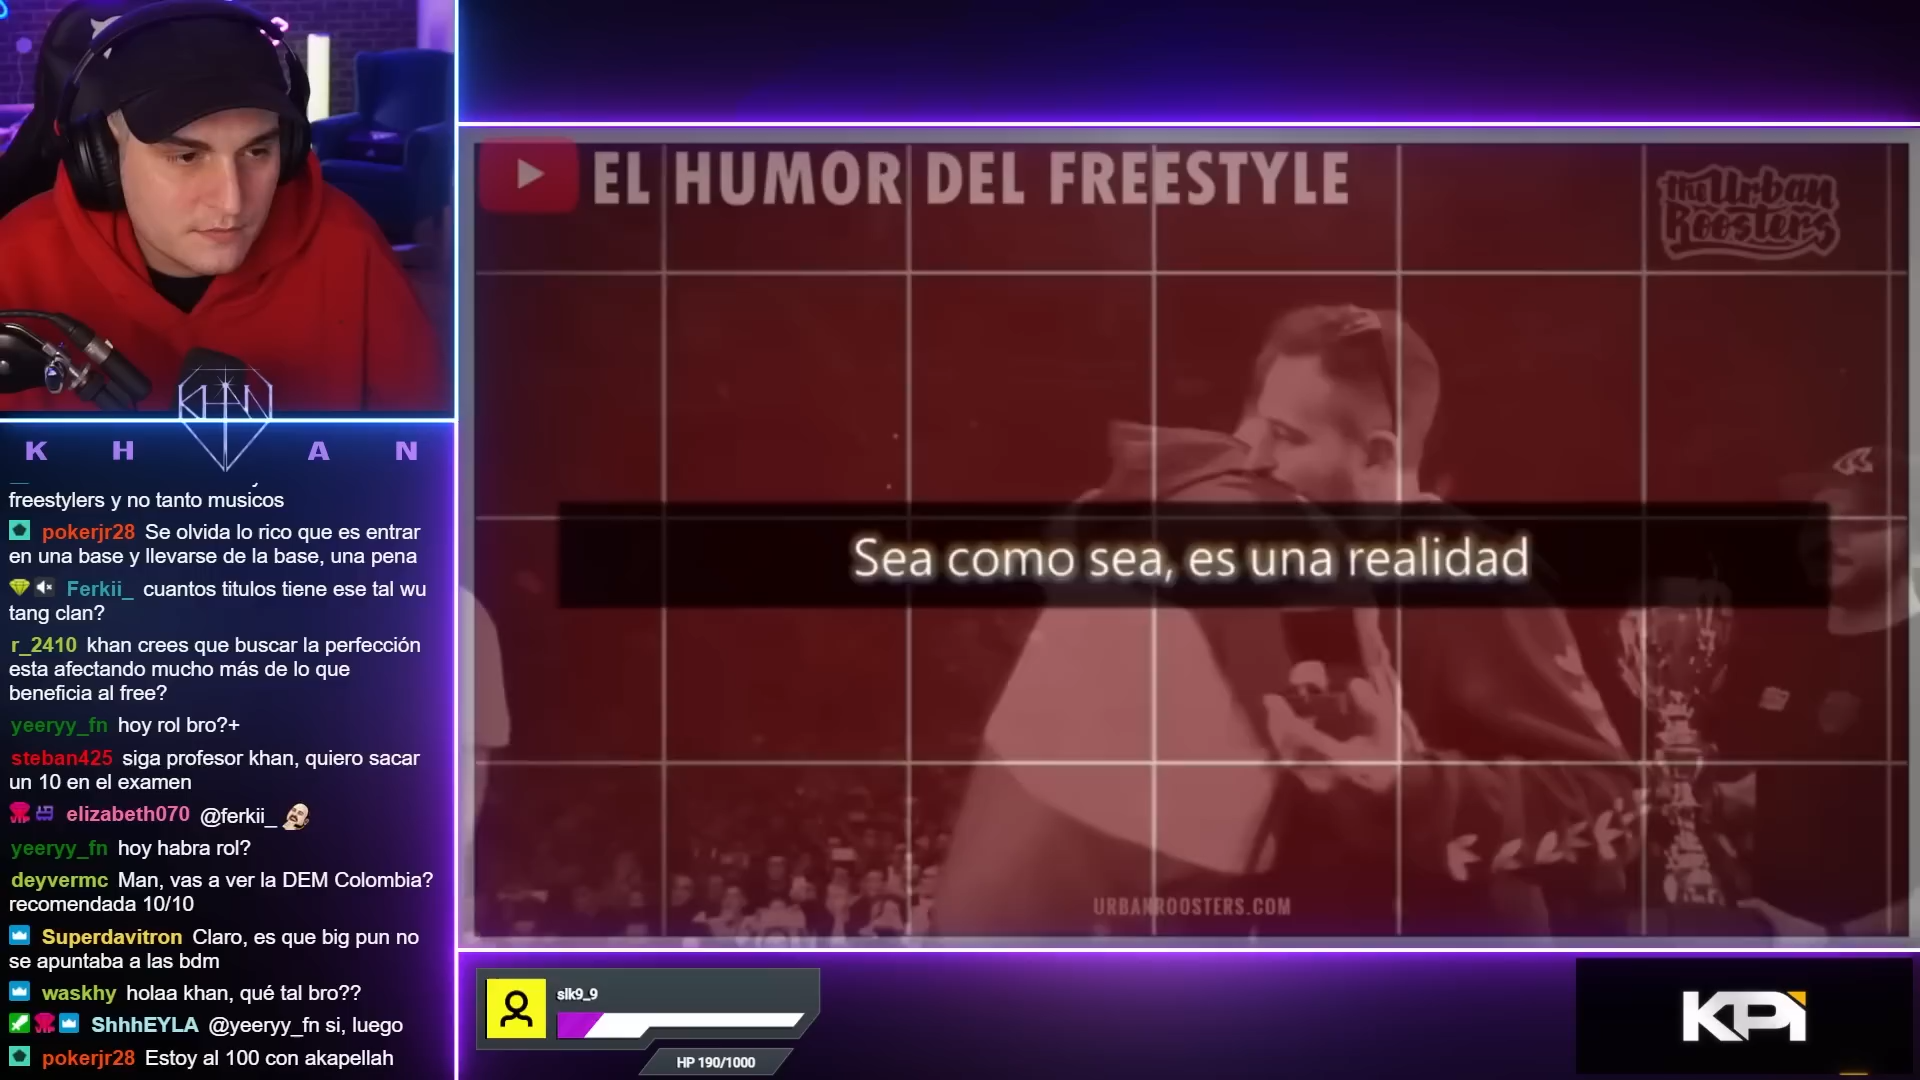 KHAN
K H A N
freestylers y no tanto musicos
pokerjr28 Se olvida lo rico que es entrar
en una base y llevarse de la base, una pena
Ferkii_ cuantos titulos tiene ese tal wu
tang clan?
r_2410 khan crees que buscar la perfección
esta afectando mucho más de lo que
beneficia al free?
yeeryy_fn hoy rol bro?+
steban425 siga profesor khan, quiero sacar
un 10 en el examen
elizabeth070 @ferkii_
yeeryy_fn hoy habra rol?
deyvermc Man, vas a ver la DEM Colombia?
recomendada 10/10
Superdavitron Claro, es que big pun no
se apuntaba a las bdm
waskhy holaa khan, qué tal bro??
ShhhEYLA @yeeryy_fn si, luego
pokerjr28 Estoy al 100 con akapellah
EL HUMOR DEL FREESTYLE
the Urban
Roosters
Sea como sea, es una realidad
URBANROOSTERS.COM
slk9_9
HP 190/1000
KPI